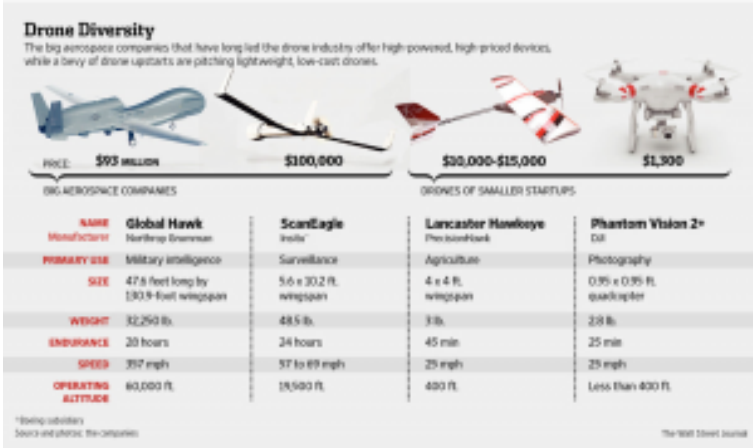 Drone Diversity
The big aerospace companies that have long led the drone industry offer high-powered, high-priced devices,
while a bevy of drone upstarts are pitching lightweight, low-cost drones.
PRICE: $93 MILLION $100,000 $10,000-$15,000 $1,300
BIG AEROSPACE COMPANIES DRONES OF SMALLER STARTUPS
NAME Global Hawk ScanEagle Lancaster Hawkeye Phantom Vision 2+
Manufacturer Northrop Grumman Insitu* PrecisionHawk DJI
PRIMARY USE Military intelligence Surveillance Agriculture Photography
SIZE 47.6 feet long by 5.6 x 10.2 ft. 4 x 4 ft. 0.95 x 0.95 ft.
130.9-foot wingspan wingspan wingspan quadcopter
WEIGHT 32,250 lb. 48.5 lb. 3 lb. 2.8 lb.
ENDURANCE 28 hours 24 hours 45 min 25 min
SPEED 357 mph 57 to 69 mph 25 mph 25 mph
OPERATING 60,000 ft. 19,500 ft. 400 ft. Less than 400 ft.
ALTITUDE
*Boeing subsidiary
Source and photos: the companies The Wall Street Journal